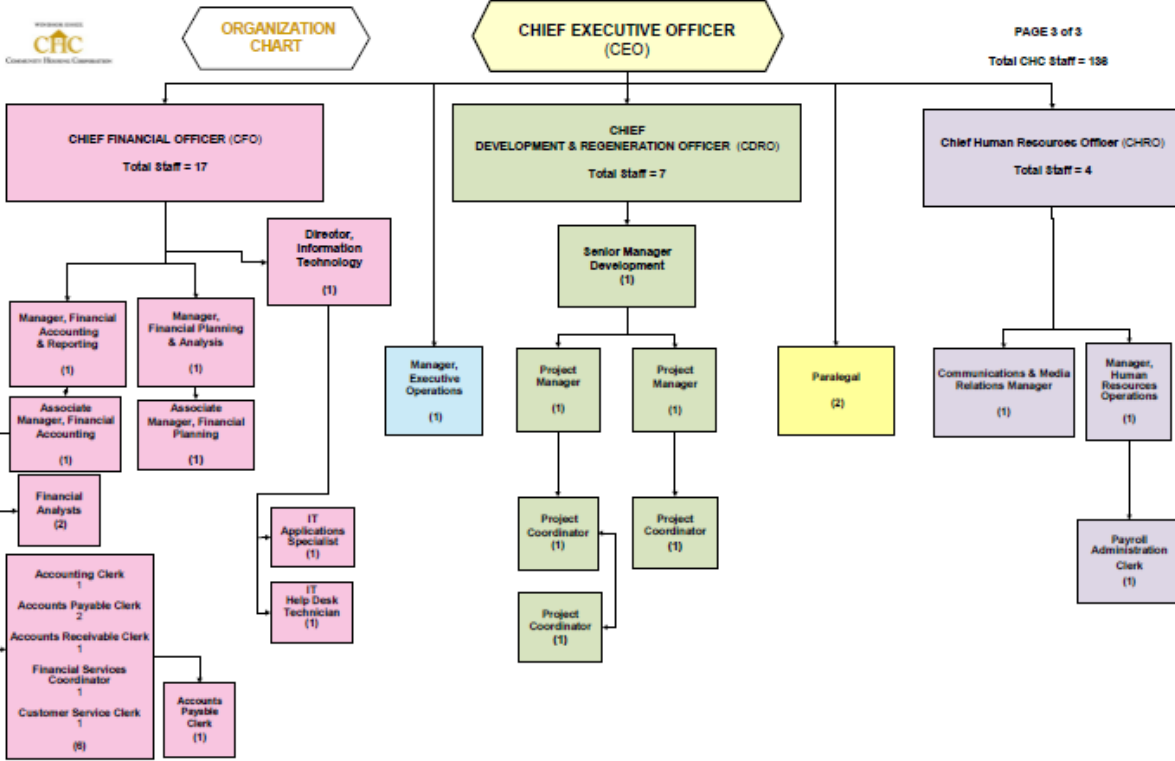 WINDSOR ESSEX
CHC
COMMUNITY HOUSING CORPORATION
ORGANIZATION
CHART
CHIEF EXECUTIVE OFFICER
(CEO)
PAGE 3 of 3
Total CHC Staff = 136
CHIEF FINANCIAL OFFICER (CFO)
Total Staff = 17
CHIEF
DEVELOPMENT & REGENERATION OFFICER (CDRO)
Total Staff = 7
Chief Human Resources Officer (CHRO)
Total Staff = 4
Director,
Information
Technology
(1)
Senior Manager
Development
(1)
Manager, Financial
Accounting
& Reporting
(1)
Manager,
Financial Planning
& Analysis
(1)
Manager,
Executive
Operations
(1)
Project
Manager
(1)
Project
Manager
(1)
Paralegal
(2)
Communications & Media
Relations Manager
(1)
Manager,
Human
Resources
Operations
(1)
Associate
Manager, Financial
Accounting
(1)
Associate
Manager, Financial
Planning
(1)
Financial
Analysts
(2)
IT
Applications
Specialist
(1)
Project
Coordinator
(1)
Project
Coordinator
(1)
Payroll
Administration
Clerk
(1)
Accounting Clerk
1
Accounts Payable Clerk
2
Accounts Receivable Clerk
1
Financial Services
Coordinator
1
Customer Service Clerk
1
(6)
IT
Help Desk
Technician
(1)
Project
Coordinator
(1)
Accounts
Payable
Clerk
(1)